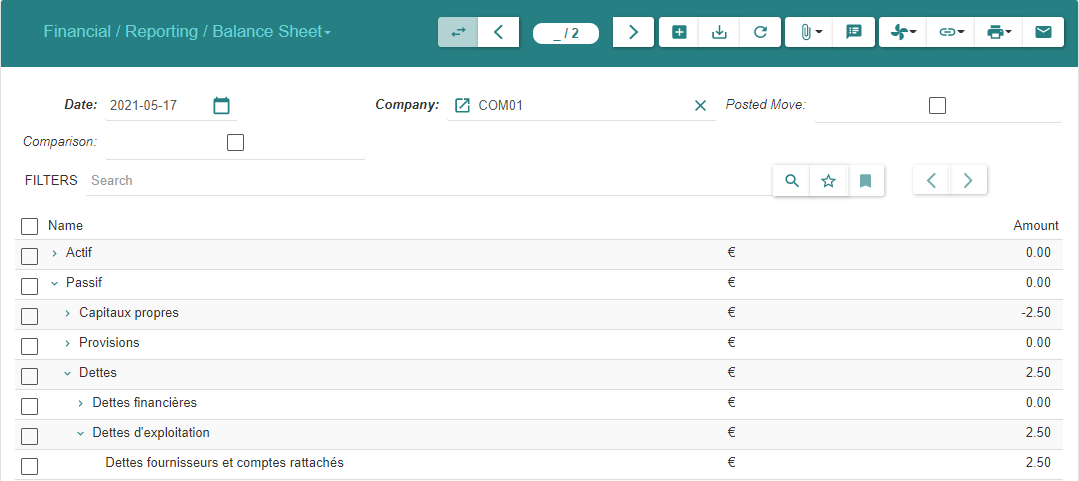 Financial / Reporting / Balance Sheet
_ / 2
Date: 2021-05-17 Company: COM01 Posted Move:
Comparison:
FILTERS Search
Name Amount
Actif € 0.00
Passif € 0.00
Capitaux propres € -2.50
Provisions € 0.00
Dettes € 2.50
Dettes financières € 0.00
Dettes d'exploitation € 2.50
Dettes fournisseurs et comptes rattachés € 2.50